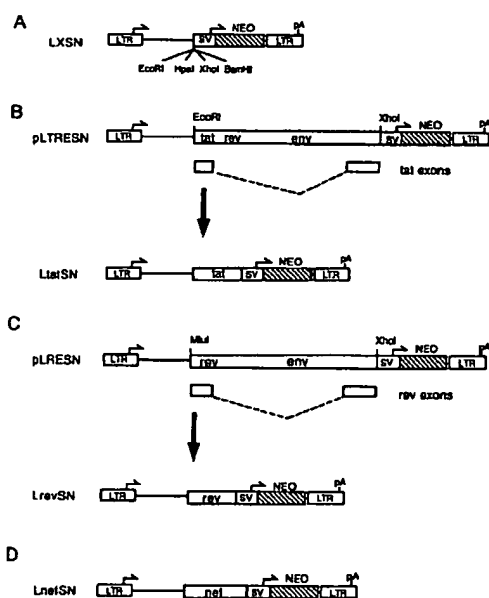 A
LXSN
LTR
SV
NEO
LTR
pA
EcoRI HpaI XhoI BamHI
B
EcoRI
XhoI
pLTRESN
LTR
tat rev env
SV
NEO
LTR
pA
tat exons
LtatSN
LTR
tat
SV
NEO
LTR
pA
C
MluI
XhoI
pLRESN
LTR
rev env
SV
NEO
LTR
pA
rev exons
LrevSN
LTR
rev
SV
NEO
LTR
pA
D
LnefSN
LTR
nef
SV
NEO
LTR
pA